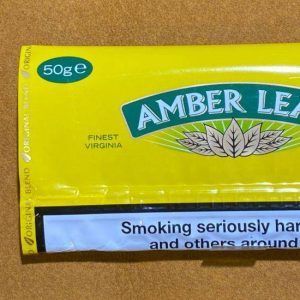 50g e
AMBER LEA
FINEST
VIRGINIA
ORIGINAL BLEND
Smoking seriously har
and others around